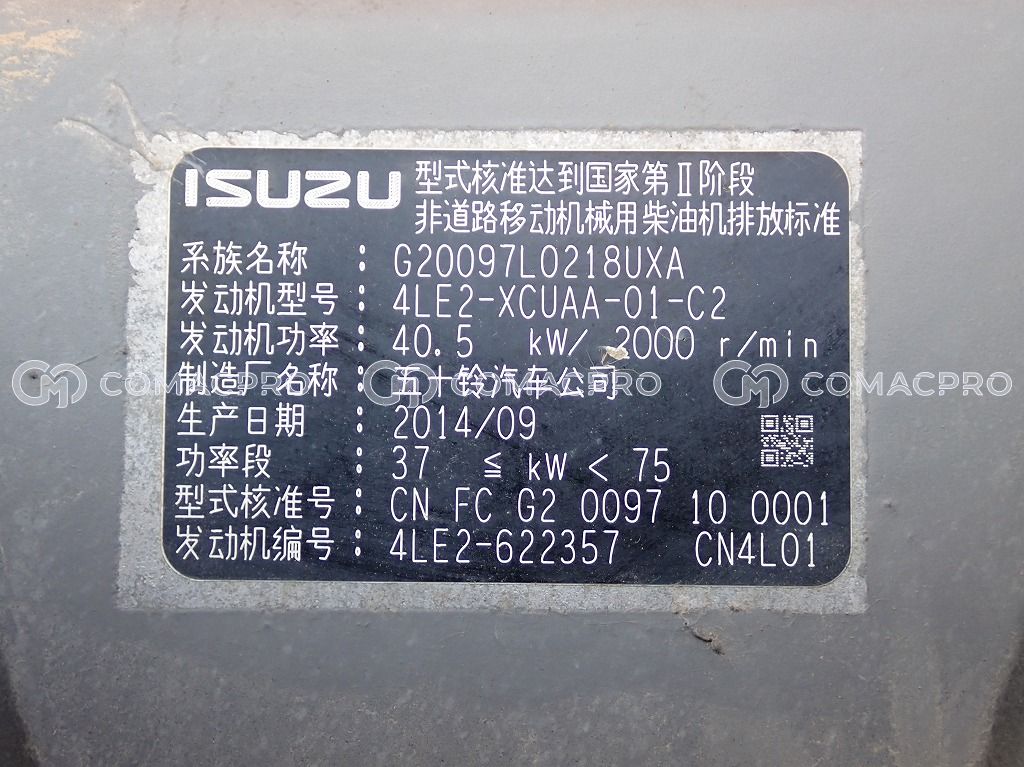 ISUZU 型式核准达到国家第Ⅱ阶段
非道路移动机械用柴油机排放标准
系族名称 : G20097L0218UXA
发动机型号 : 4LE2-XCUAA-01-C2
发动机功率 : 40.5 kW/ 2000 r/min
制造厂名称 : 五十铃汽车公司
COMACPRO COMACPRO COMACPRO
生产日期 : 2014/09
功率段 : 37 ≦ kW < 75
型式核准号 : CN FC G2 0097 10 0001
发动机编号 : 4LE2-622357 CN4L01